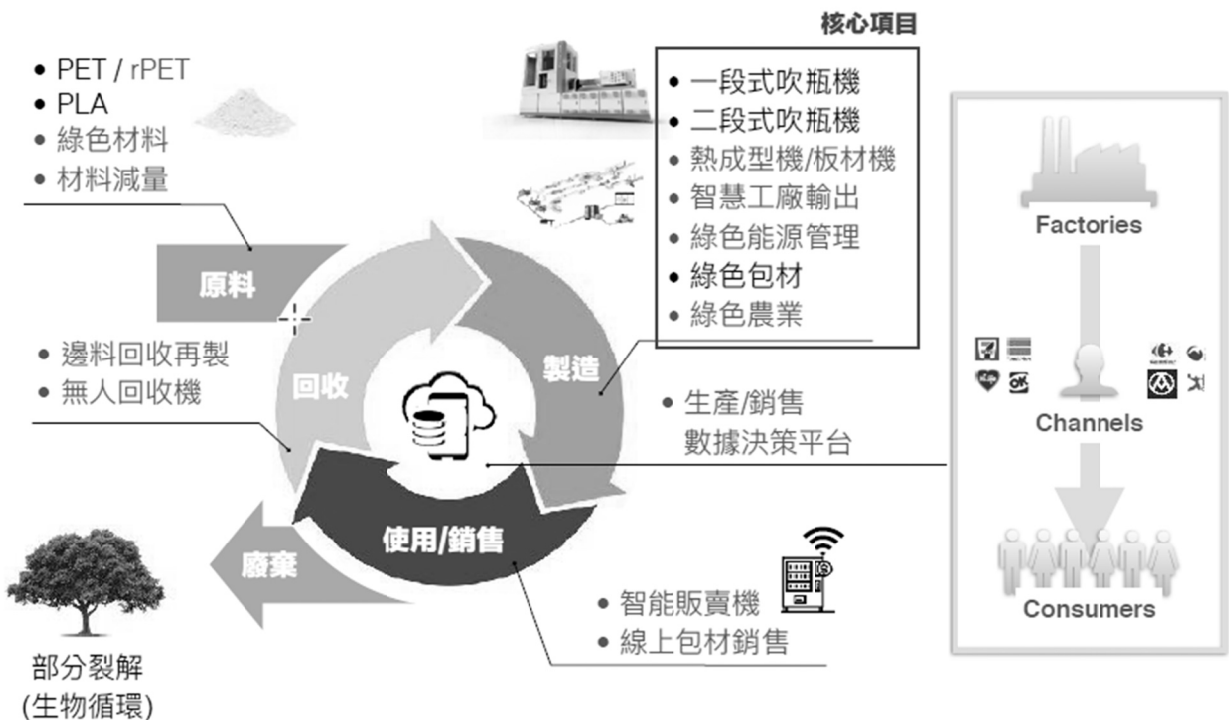 核心項目
• PET / rPET
• PLA
• 綠色材料
• 材料減量
• 一段式吹瓶機
• 二段式吹瓶機
• 熱成型機/板材機
• 智慧工廠輸出
• 綠色能源管理
• 綠色包材
• 綠色農業
原料
• 邊料回收再製
• 無人回收機
回收
製造
• 生產/銷售
數據決策平台
使用/銷售
廢棄
部分裂解
(生物循環)
• 智能販賣機
• 線上包材銷售
Factories
OK
Channels
Consumers